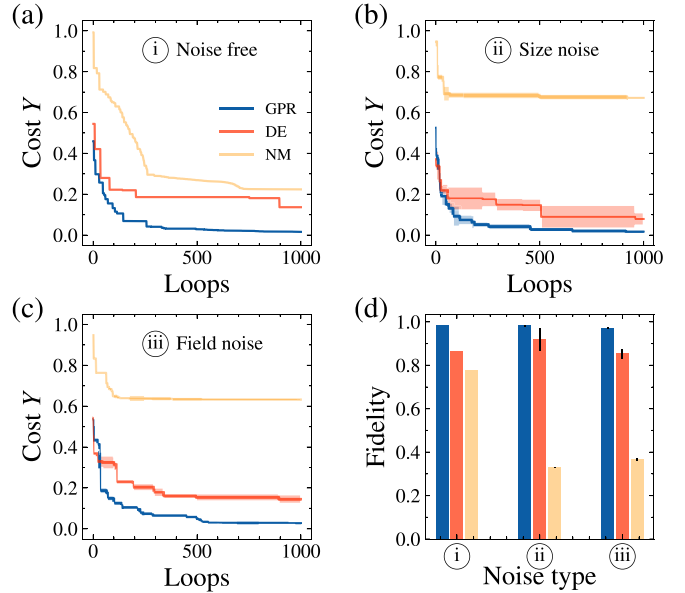 (a)
i Noise free
GPR
DE
NM
Cost Y
1.0
0.8
0.6
0.4
0.2
0.0
0 500 1000
Loops
(b)
ii Size noise
Cost Y
1.0
0.8
0.6
0.4
0.2
0.0
0 500 1000
Loops
(c)
iii Field noise
Cost Y
1.0
0.8
0.6
0.4
0.2
0.0
0 500 1000
Loops
(d)
Fidelity
1.0
0.8
0.6
0.4
0.2
0.0
i ii iii
Noise type